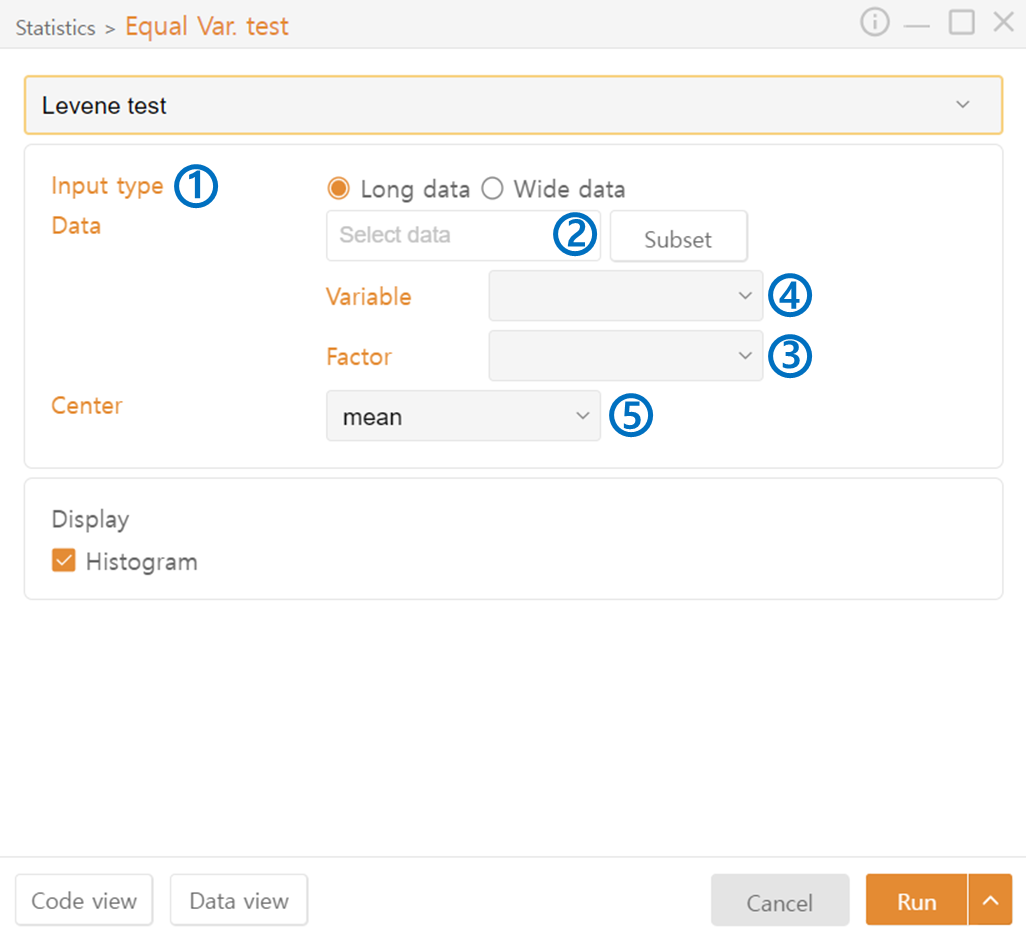 Statistics > Equal Var. test
Levene test
Input type ① Long data Wide data
Data Select data ② Subset
Variable ④
Factor ③
Center mean ⑤
Display
Histogram
Code view Data view Cancel Run